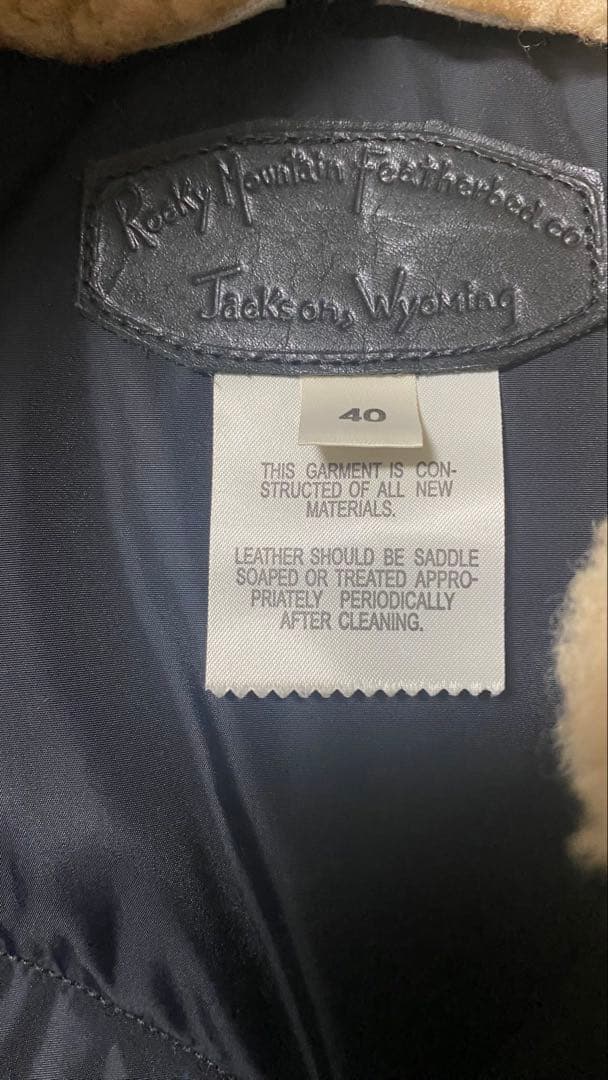 Rocky Mountain Featherbed.co
Jackson, Wyoming
40
THIS GARMENT IS CON-
STRUCTED OF ALL NEW
MATERIALS.
LEATHER SHOULD BE SADDLE
SOAPED OR TREATED APPRO-
PRIATELY PERIODICALLY
AFTER CLEANING.